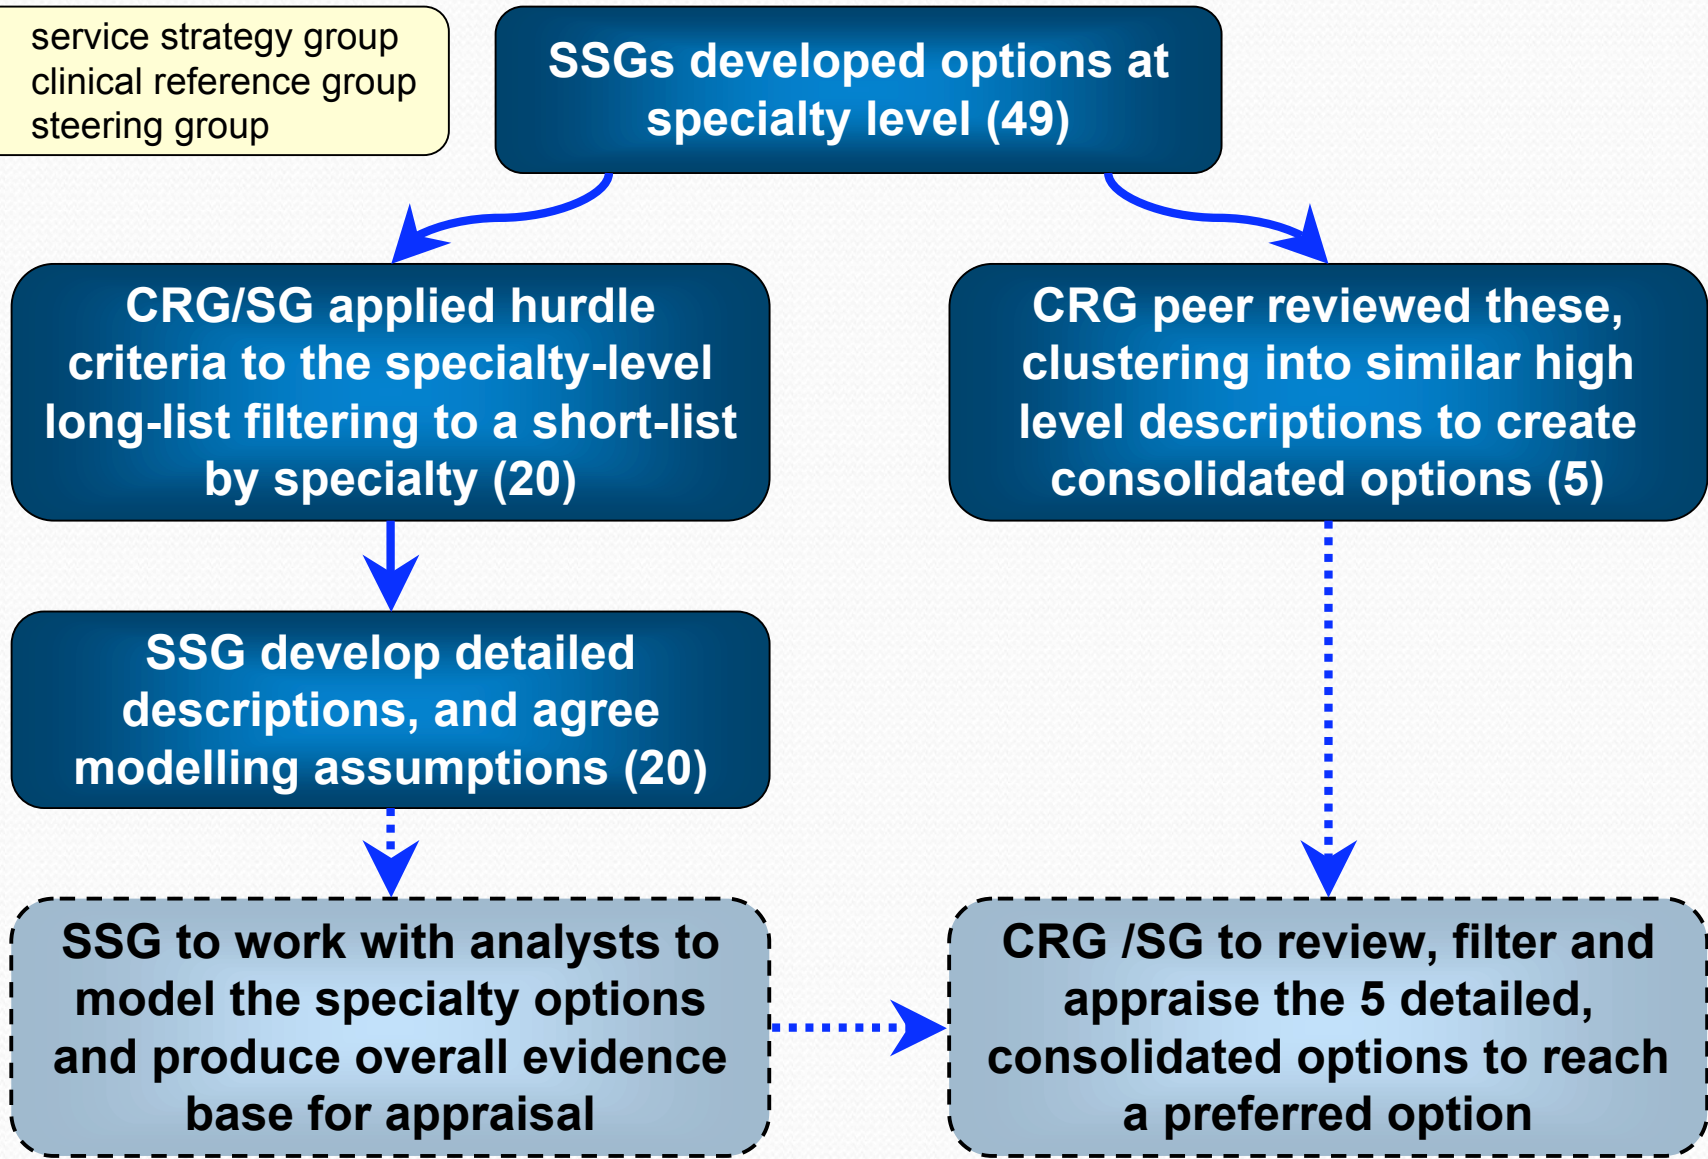 service strategy group
clinical reference group
steering group
SSGs developed options at
specialty level (49)
CRG/SG applied hurdle
criteria to the specialty-level
long-list filtering to a short-list
by specialty (20)
CRG peer reviewed these,
clustering into similar high
level descriptions to create
consolidated options (5)
SSG develop detailed
descriptions, and agree
modelling assumptions (20)
SSG to work with analysts to
model the specialty options
and produce overall evidence
base for appraisal
CRG /SG to review, filter and
appraise the 5 detailed,
consolidated options to reach
a preferred option